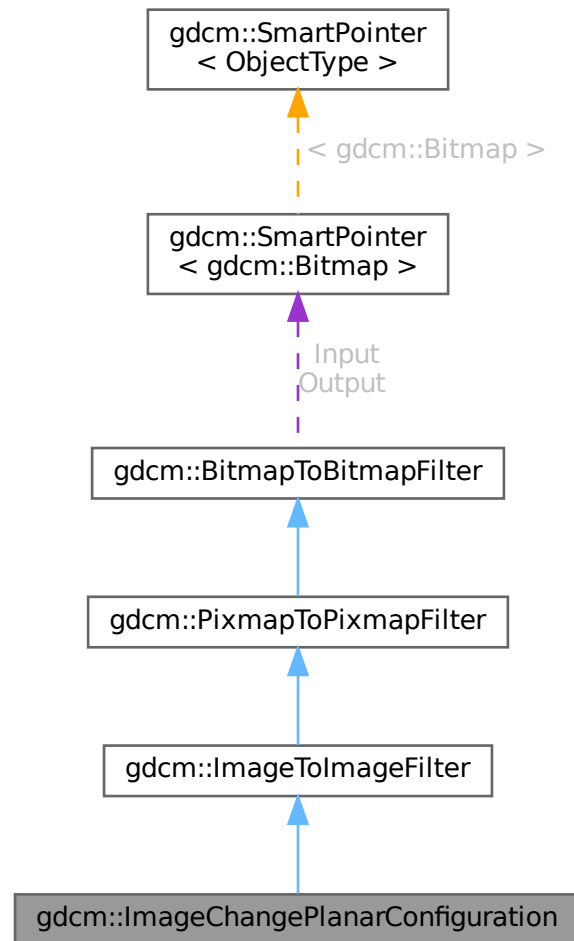 gdcm::SmartPointer
< ObjectType >
< gdcm::Bitmap >
gdcm::SmartPointer
< gdcm::Bitmap >
Input
Output
gdcm::BitmapToBitmapFilter
gdcm::PixmapToPixmapFilter
gdcm::ImageToImageFilter
gdcm::ImageChangePlanarConfiguration